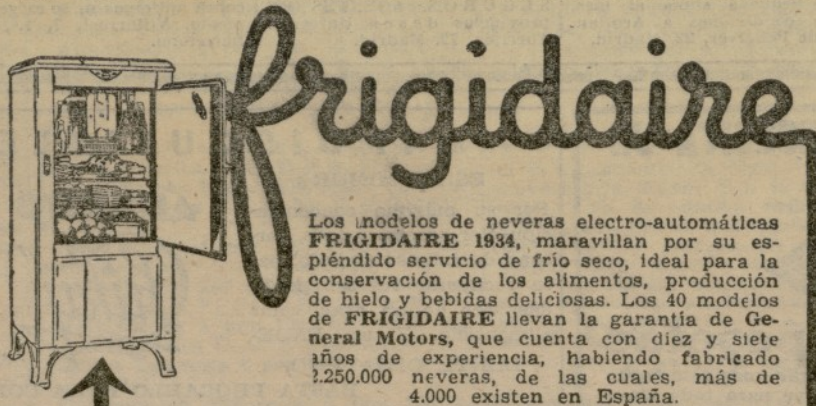 frigidaire
Los modelos de neveras electro-automáticas
FRIGIDAIRE 1934, maravillan por su es-
pléndido servicio de frío seco, ideal para la
conservación de los alimentos, producción
de hielo y bebidas deliciosas. Los 40 modelos
de FRIGIDAIRE llevan la garantía de Ge-
neral Motors, que cuenta con diez y siete
años de experiencia, habiendo fabricado
2.250.000 neveras, de las cuales, más de
4.000 existen en España.